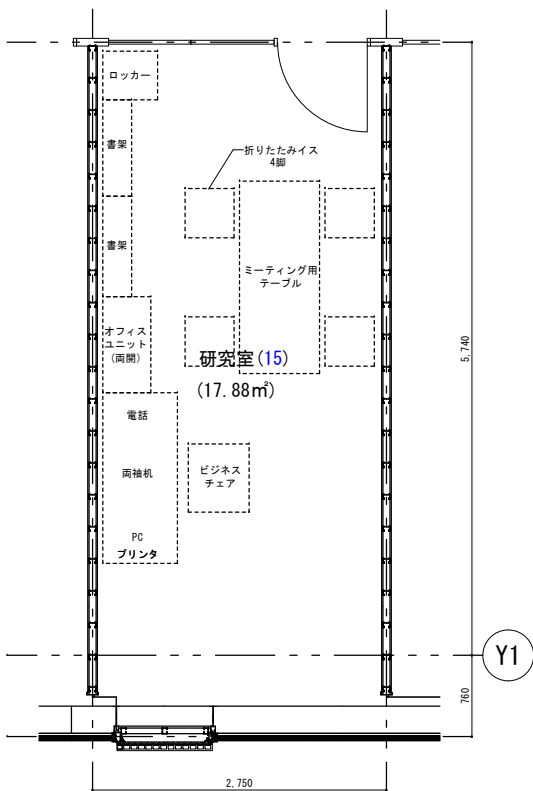 ロッカー
書架
折りたたみイス
4脚
書架
ミーティング用
テーブル
オフィス
ユニット
(両開)
研究室(15)
(17.88㎡)
5,740
電話
両袖机
ビジネス
チェア
PC
プリンタ
Y1
760
2,750